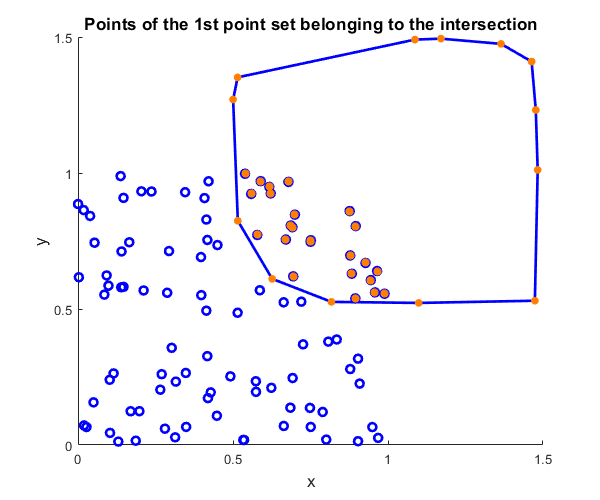 Points of the 1st point set belonging to the intersection
1.5
1
0.5
0
y
0
0.5
1
1.5
x